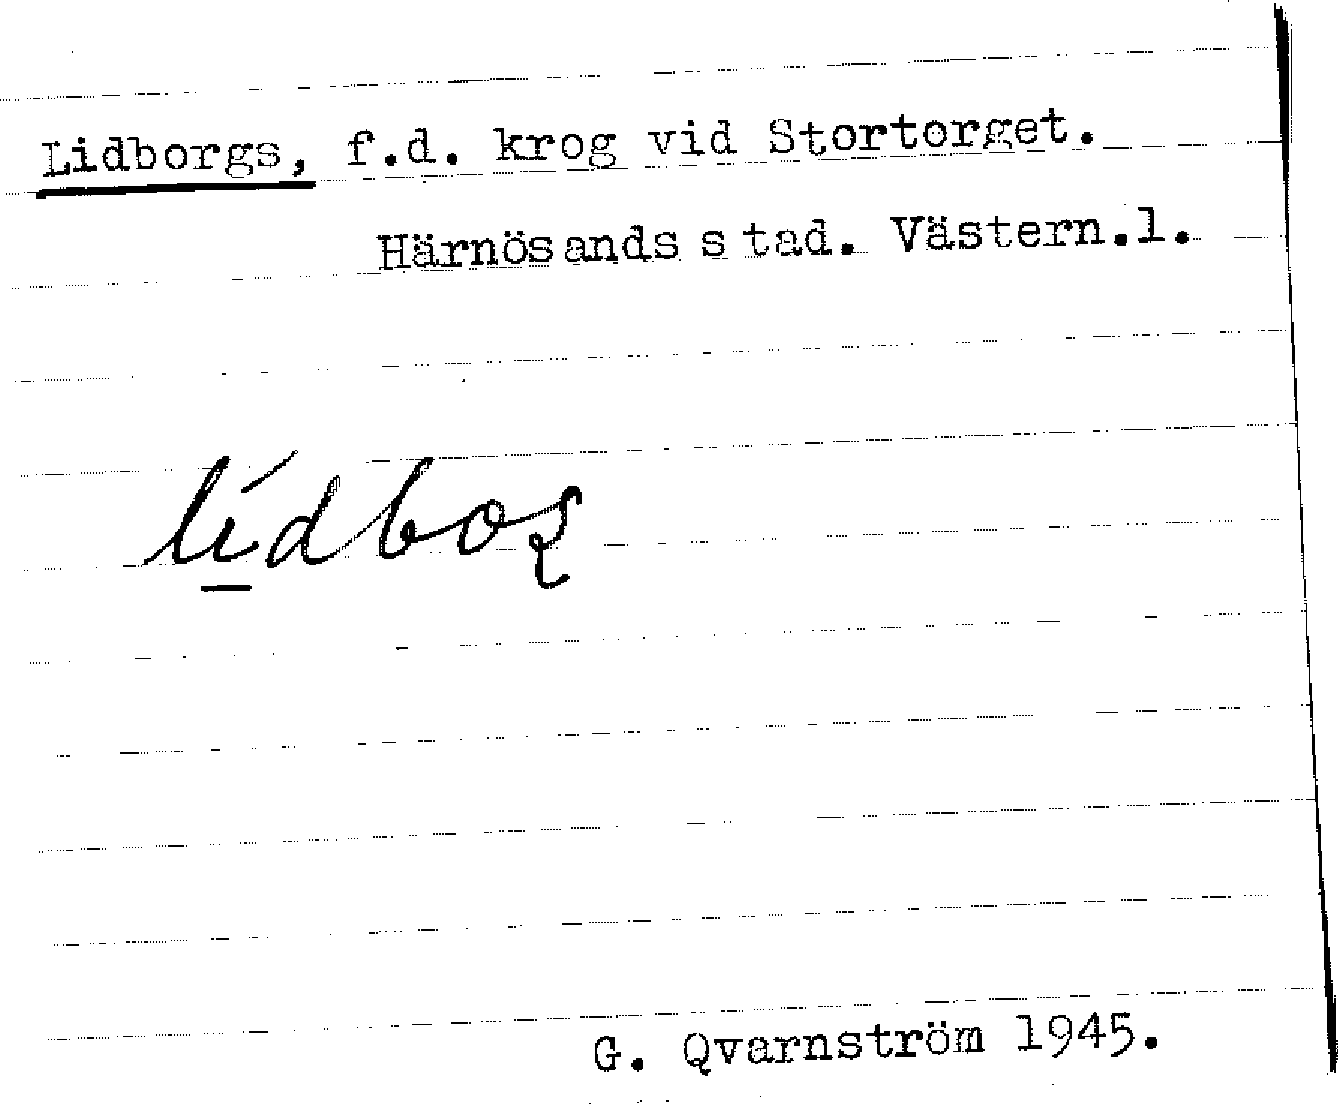 Lidborgs, f.d. krog vid Stortorget.
Härnösands stad. Västern.l.
G. Qvarnström 1945.